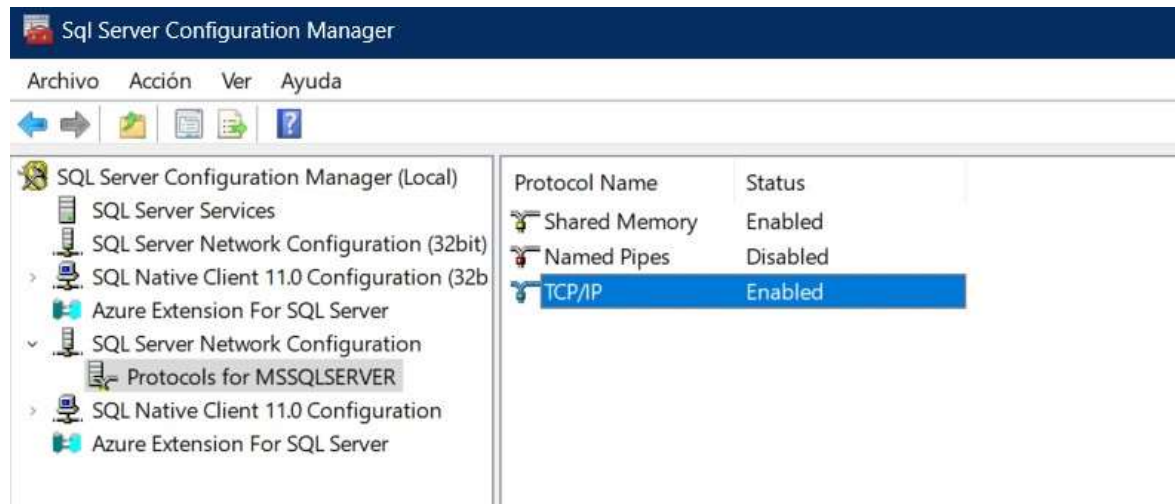 Sql Server Configuration Manager
Archivo Acción Ver Ayuda
SQL Server Configuration Manager (Local)
SQL Server Services
SQL Server Network Configuration (32bit)
SQL Native Client 11.0 Configuration (32b
Azure Extension For SQL Server
SQL Server Network Configuration
Protocols for MSSQLSERVER
SQL Native Client 11.0 Configuration
Azure Extension For SQL Server
Protocol Name Status
Shared Memory Enabled
Named Pipes Disabled
TCP/IP Enabled